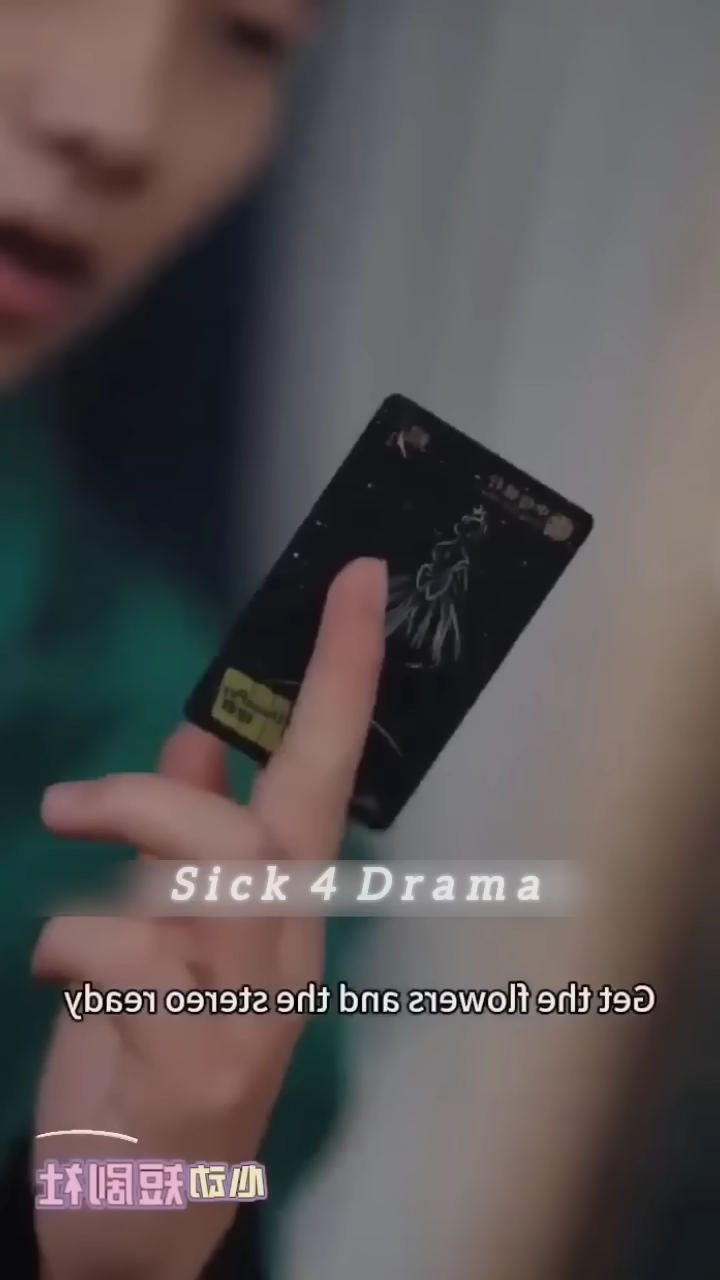 Sick 4 Drama
Get the flowers and the stereo ready
心动短剧社